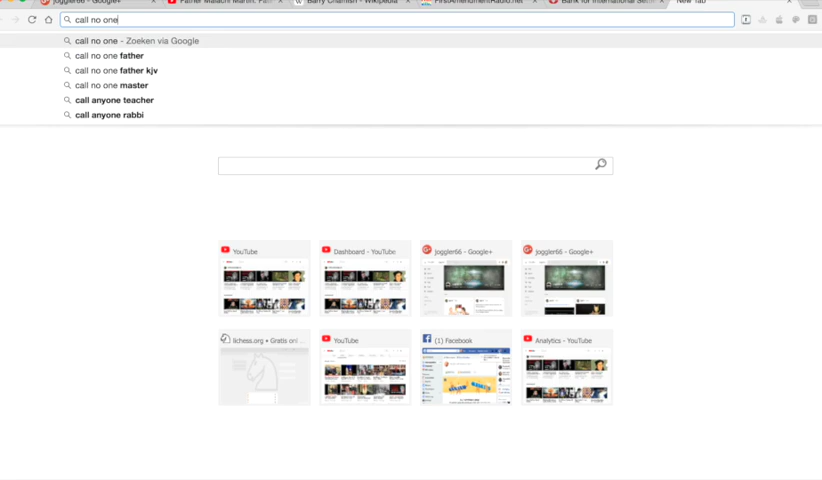 joggler66 - Google+
Father Malachi Martin: Fat
Barry Chamish - Wikipedia
FirstAmendmentRadio.net
Bank for International Settle
New Tab
call no one
call no one - Zoeken via Google
call no one father
call no one father kjv
call no one master
call anyone teacher
call anyone rabbi
YouTube
Dashboard - YouTube
joggler66 - Google+
joggler66 - Google+
lichess.org • Gratis onl ...
YouTube
(1) Facebook
Analytics - YouTube